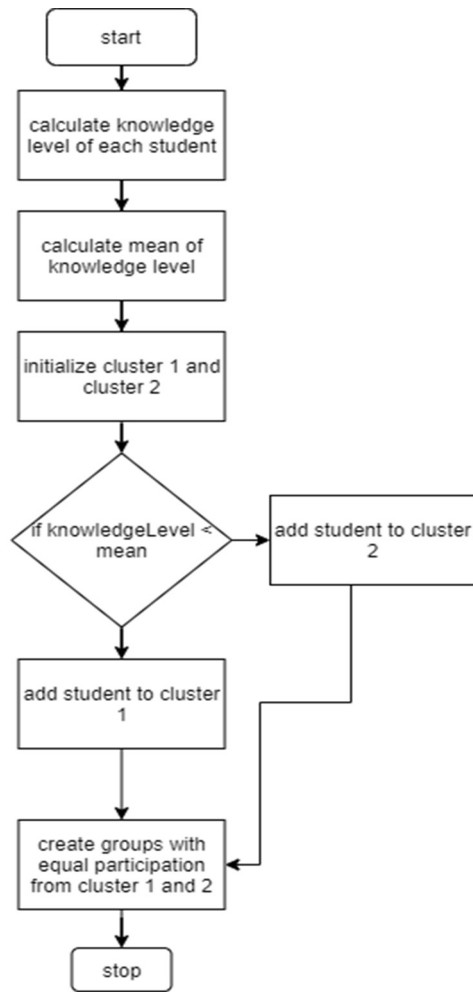 start
calculate knowledge
level of each student
calculate mean of
knowledge level
initialize cluster 1 and
cluster 2
if knowledgeLevel <
mean
add student to cluster
2
add student to cluster
1
create groups with
equal participation
from cluster 1 and 2
stop